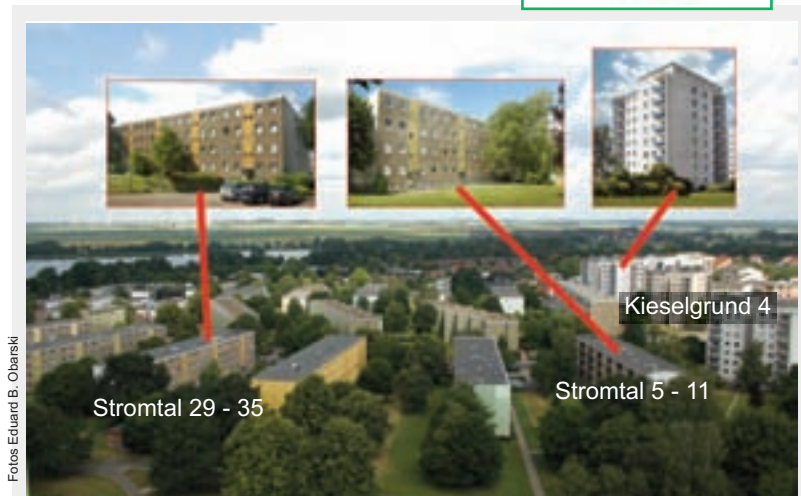 Kieselgrund 4
Stromtal 5 - 11
Stromtal 29 - 35
Fotos Eduard B. Obarski